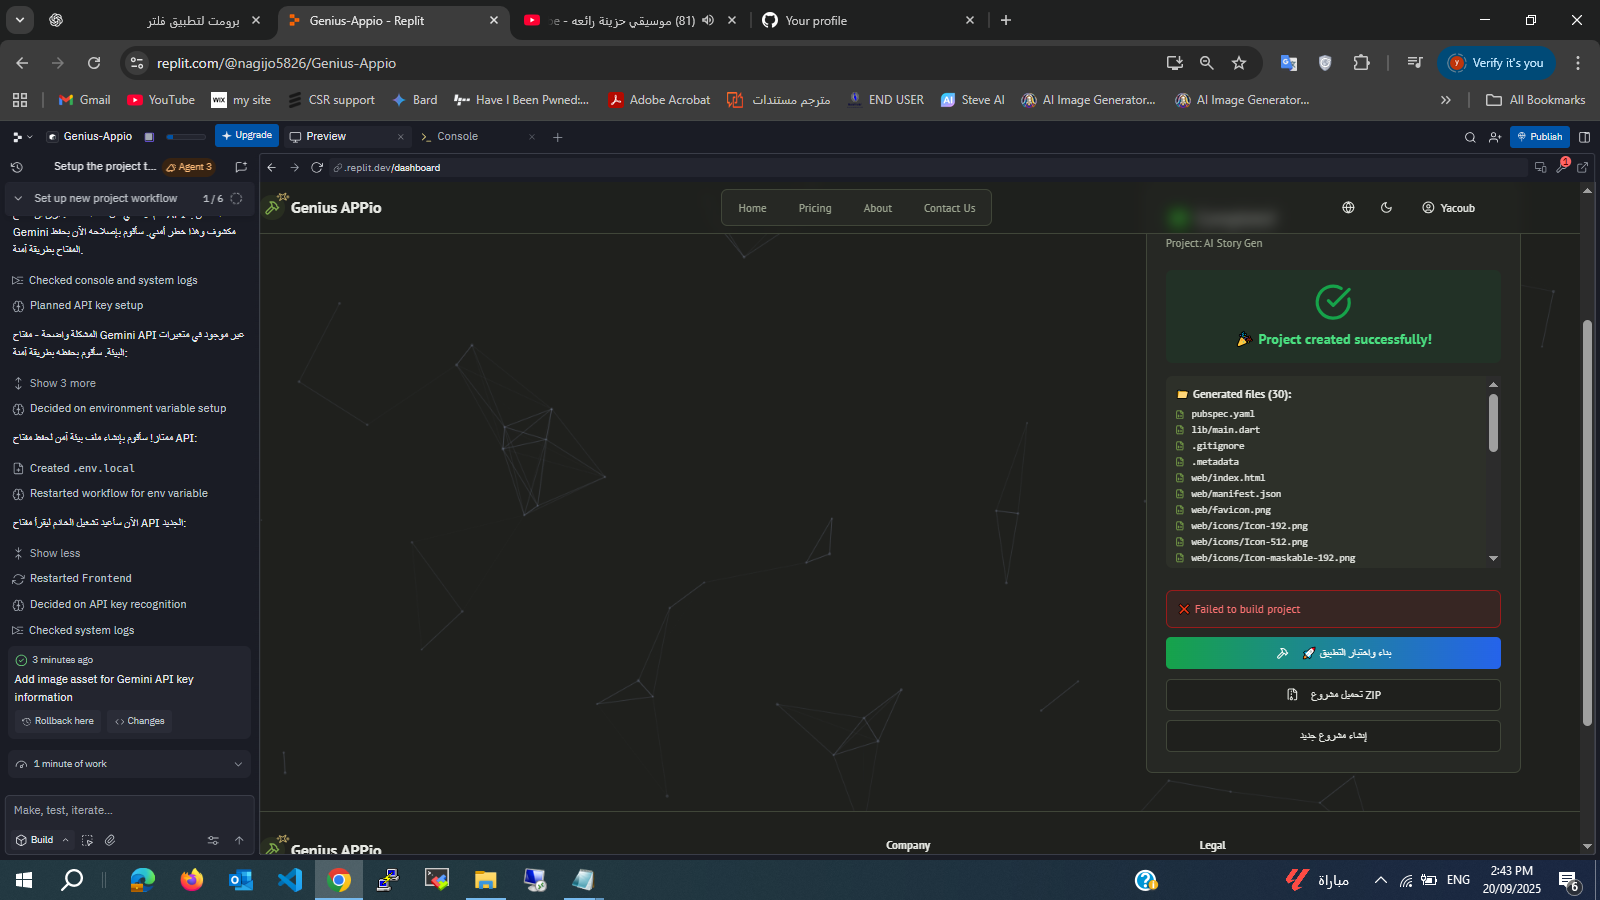 برومت لتطبيق فلتر
Genius-Appio - Replit
(81) موسيقي حزينة رائعه -
Your profile
replit.com/@nagijo5826/Genius-Appio
Verify it's you
Gmail
YouTube
WIX my site
CSR support
Bard
Have I Been Pwned:...
Adobe Acrobat
مترجم مستندات
END USER
Steve AI
AI Image Generator...
AI Image Generator...
All Bookmarks
Genius-Appio
Upgrade
Preview
Console
Publish
Setup the project t...
Agent 3
.replit.dev/dashboard
1
Set up new project workflow
1 / 6
Gemini مكشوف وهذا خطر أمني. سأقوم بإصلاحه الآن بحفظ
المفتاح بطريقة آمنة.
Checked console and system logs
Planned API key setup
المشكلة واضحة - مفتاح Gemini API غير موجود في متغيرات
البيئة. سأقوم بحفظه بطريقة آمنة:
Show 3 more
Decided on environment variable setup
ممتاز! سأقوم بإنشاء ملف بيئة آمن لحفظ مفتاح API:
Created .env.local
Restarted workflow for env variable
الآن سأعيد تشغيل الخادم ليقرأ مفتاح API الجديد:
Show less
Restarted Frontend
Decided on API key recognition
Checked system logs
3 minutes ago
Add image asset for Gemini API key
information
Rollback here
Changes
1 minute of work
Make, test, iterate...
Build
Genius APPio
Home
Pricing
About
Contact Us
Yacoub
Project: AI Story Gen
Project created successfully!
Generated files (30):
pubspec.yaml
lib/main.dart
.gitignore
.metadata
web/index.html
web/manifest.json
web/favicon.png
web/icons/Icon-192.png
web/icons/Icon-512.png
web/icons/Icon-maskable-192.png
Failed to build project
بناء واختبار التطبيق
تحميل مشروع ZIP
إنشاء مشروع جديد
Genius APPio
Company
Legal
مباراة
ENG
2:43 PM
20/09/2025
6